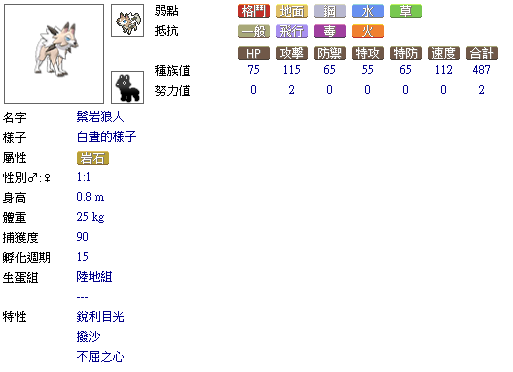 弱點 格鬥 地面 鋼 水 草
抵抗 一般 飛行 毒 火
HP 攻擊 防禦 特攻 特防 速度 合計
種族值 75 115 65 55 65 112 487
努力值 0 2 0 0 0 0 2
名字 鬃岩狼人
樣子 白晝的樣子
屬性 岩石
性別♂:♀ 1:1
身高 0.8 m
體重 25 kg
捕獲度 90
孵化週期 15
生蛋組 陸地組
---
特性 銳利目光
撥沙
不屈之心